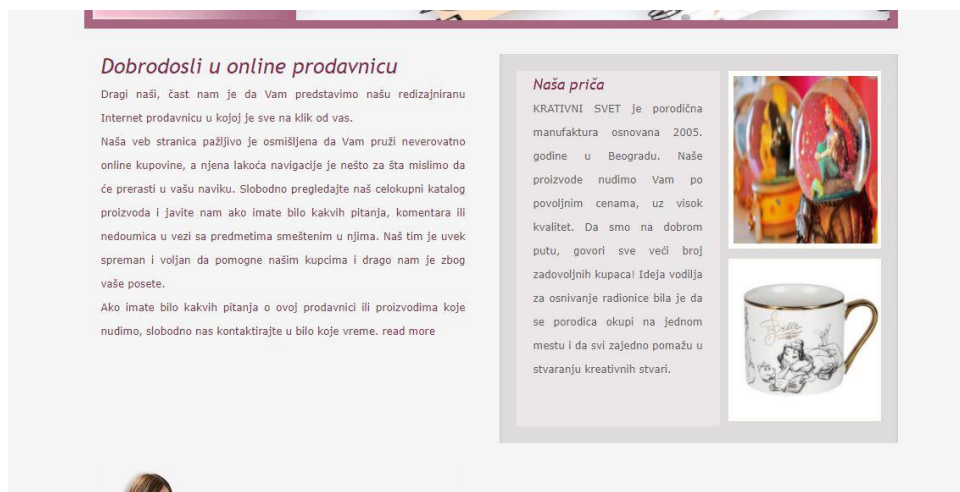 Dobrodosli u online prodavnicu
Dragi naši, čast nam je da Vam predstavimo našu redizajniranu
Internet prodavnicu u kojoj je sve na klik od vas.
Naša veb stranica pažljivo je osmišljena da Vam pruži neverovatno
online kupovine, a njena lakoća navigacije je nešto za šta mislimo da
će prerasti u vašu naviku. Slobodno pregledajte naš celokupni katalog
proizvoda i javite nam ako imate bilo kakvih pitanja, komentara ili
nedoumica u vezi sa predmetima smeštenim u njima. Naš tim je uvek
spreman i voljan da pomogne našim kupcima i drago nam je zbog
vaše posete.
Ako imate bilo kakvih pitanja o ovoj prodavnici ili proizvodima koje
nudimo, slobodno nas kontaktirajte u bilo koje vreme. read more
Naša priča
KRATIVNI SVET je porodična
manufaktura osnovana 2005.
godine u Beogradu. Naše
proizvode nudimo Vam po
povoljnim cenama, uz visok
kvalitet. Da smo na dobrom
putu, govori sve veći broj
zadovoljnih kupaca! Ideja vodilja
za osnivanje radionice bila je da
se porodica okupi na jednom
mestu i da svi zajedno pomažu u
stvaranju kreativnih stvari.
Belle